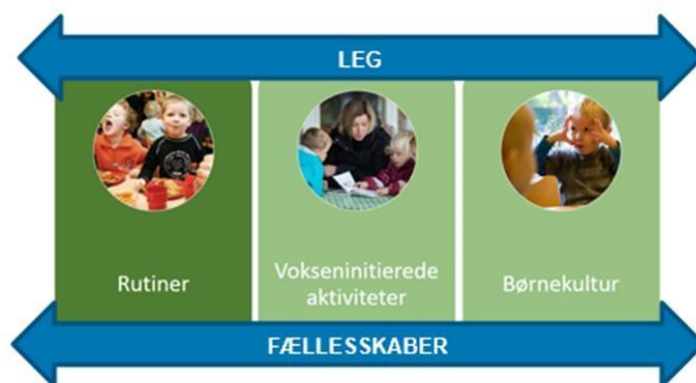 LEG
Rutiner
Vokseninitierede
aktiviteter
Børnekultur
FÆLLESSKABER